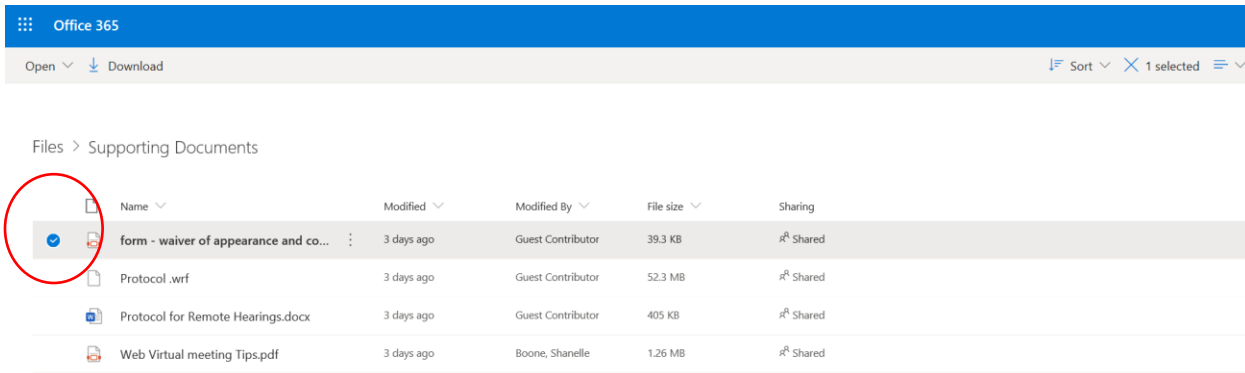 Office 365
Open Download Sort 1 selected
Files > Supporting Documents
Name Modified Modified By File size Sharing
form - waiver of appearance and co... 3 days ago Guest Contributor 39.3 KB Shared
Protocol .wrf 3 days ago Guest Contributor 52.3 MB Shared
Protocol for Remote Hearings.docx 3 days ago Guest Contributor 405 KB Shared
Web Virtual meeting Tips.pdf 3 days ago Boone, Shanelle 1.26 MB Shared